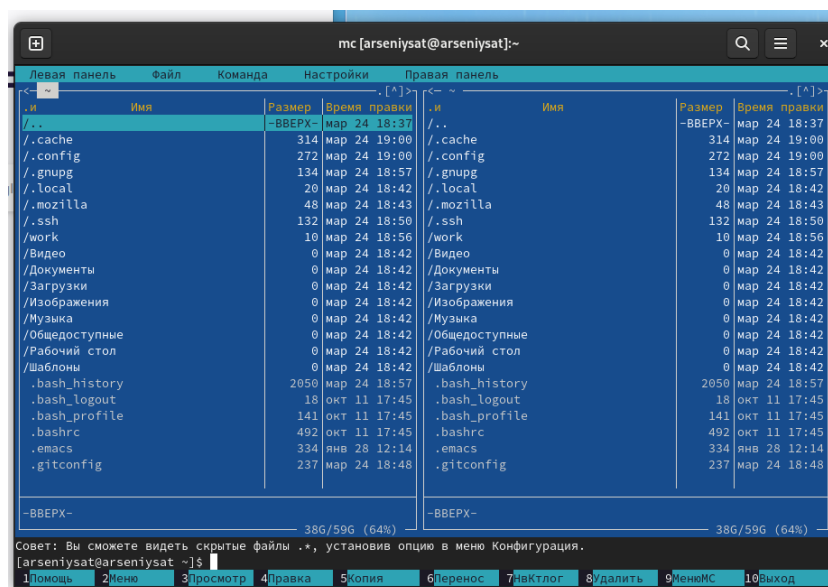 mc [arseniysat@arseniysat]:~
Левая панель Файл Команда Настройки Правая панель
<— ~ .[^]> <— ~ .[^]>
.и Имя Размер Время правки .и Имя Размер Время правки
/.. -ВВЕРХ- мар 24 18:37 /.. -ВВЕРХ- мар 24 18:37
/.cache 314 мар 24 19:00 /.cache 314 мар 24 19:00
/.config 272 мар 24 19:00 /.config 272 мар 24 19:00
/.gnupg 134 мар 24 18:57 /.gnupg 134 мар 24 18:57
/.local 20 мар 24 18:42 /.local 20 мар 24 18:42
/.mozilla 48 мар 24 18:43 /.mozilla 48 мар 24 18:43
/.ssh 132 мар 24 18:50 /.ssh 132 мар 24 18:50
/work 10 мар 24 18:56 /work 10 мар 24 18:56
/Видео 0 мар 24 18:42 /Видео 0 мар 24 18:42
/Документы 0 мар 24 18:42 /Документы 0 мар 24 18:42
/Загрузки 0 мар 24 18:42 /Загрузки 0 мар 24 18:42
/Изображения 0 мар 24 18:42 /Изображения 0 мар 24 18:42
/Музыка 0 мар 24 18:42 /Музыка 0 мар 24 18:42
/Общедоступные 0 мар 24 18:42 /Общедоступные 0 мар 24 18:42
/Рабочий стол 0 мар 24 18:42 /Рабочий стол 0 мар 24 18:42
/Шаблоны 0 мар 24 18:42 /Шаблоны 0 мар 24 18:42
.bash_history 2050 мар 24 18:57 .bash_history 2050 мар 24 18:57
.bash_logout 18 окт 11 17:45 .bash_logout 18 окт 11 17:45
.bash_profile 141 окт 11 17:45 .bash_profile 141 окт 11 17:45
.bashrc 492 окт 11 17:45 .bashrc 492 окт 11 17:45
.emacs 334 янв 28 12:14 .emacs 334 янв 28 12:14
.gitconfig 237 мар 24 18:48 .gitconfig 237 мар 24 18:48
-ВВЕРХ- -ВВЕРХ-
38G/59G (64%) 38G/59G (64%)
Совет: Вы сможете видеть скрытые файлы .*, установив опцию в меню Конфигурация.
[arseniysat@arseniysat ~]$
1Помощь 2Меню 3Просмотр 4Правка 5Копия 6Перенос 7НвКтлог 8Удалить 9МенюMC 10Выход